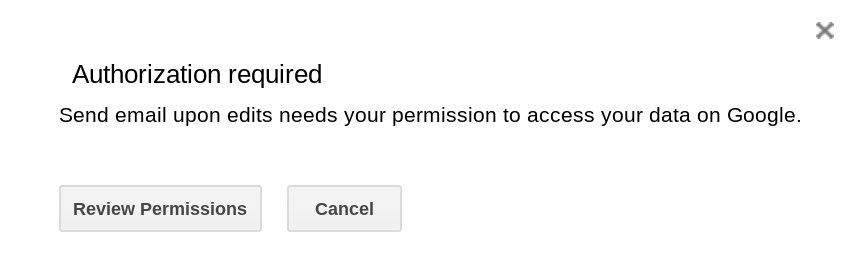 Authorization required
Send email upon edits needs your permission to access your data on Google.
Review Permissions
Cancel